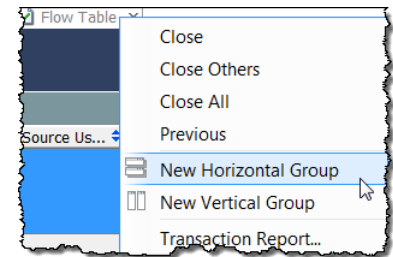 Flow Table
Close
Close Others
Close All
Previous
Source Us...
New Horizontal Group
New Vertical Group
Transaction Report...